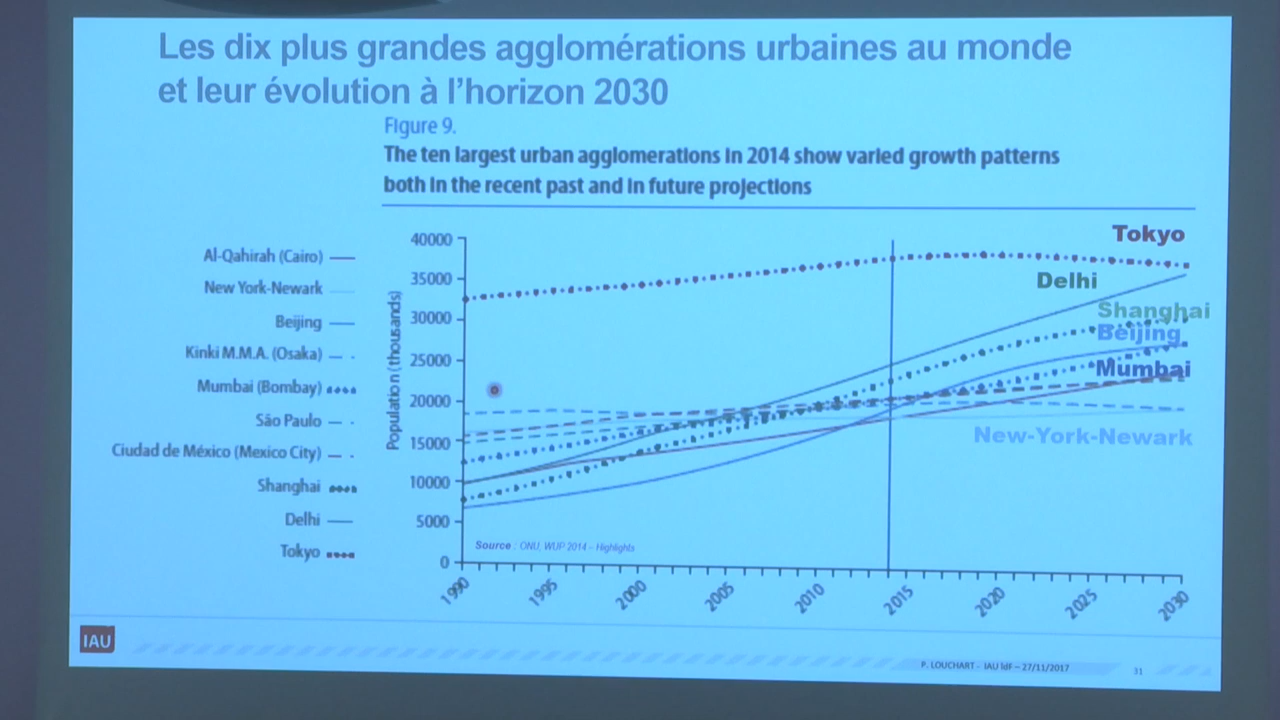 Les dix plus grandes agglomérations urbaines au monde
et leur évolution à l'horizon 2030
Figure 9.
The ten largest urban agglomerations in 2014 show varied growth patterns
both in the recent past and in future projections
Al-Qahirah (Cairo)
New York-Newark
Beijing
Kinki M.M.A. (Osaka)
Mumbai (Bombay)
São Paulo
Ciudad de México (Mexico City)
Shanghai
Delhi
Tokyo
Population (thousands)
40000
35000
30000
25000
20000
15000
10000
5000
0
Tokyo
Delhi
Shanghai
Beijing
Mumbai
New-York-Newark
Source : ONU, WUP 2014 – Highlights
1990
1995
2000
2005
2010
2015
2020
2025
2030
IAU
P. LOUCHART - IAU îdF – 27/11/2017
31